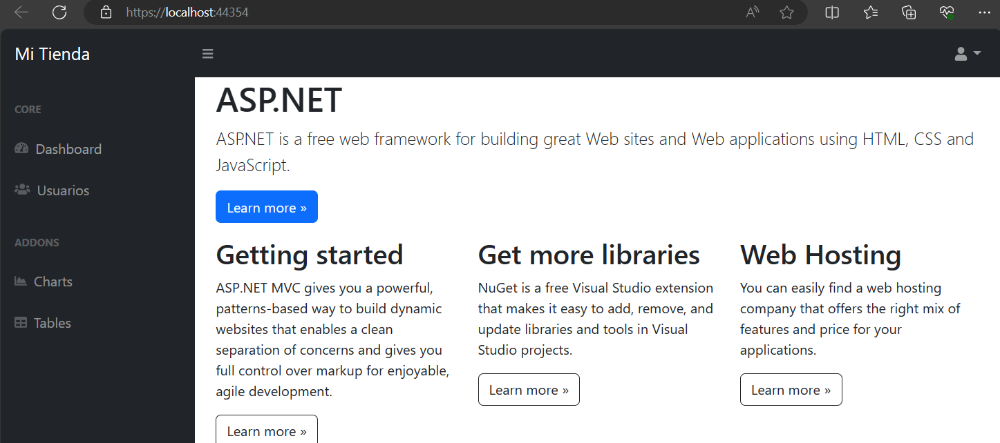 https://localhost:44354
Mi Tienda
CORE
Dashboard
Usuarios
ADDONS
Charts
Tables
ASP.NET
ASP.NET is a free web framework for building great Web sites and Web applications using HTML, CSS and
JavaScript.
Learn more »
Getting started
ASP.NET MVC gives you a powerful,
patterns-based way to build dynamic
websites that enables a clean
separation of concerns and gives you
full control over markup for enjoyable,
agile development.
Learn more »
Get more libraries
NuGet is a free Visual Studio extension
that makes it easy to add, remove, and
update libraries and tools in Visual
Studio projects.
Learn more »
Web Hosting
You can easily find a web hosting
company that offers the right mix of
features and price for your
applications.
Learn more »